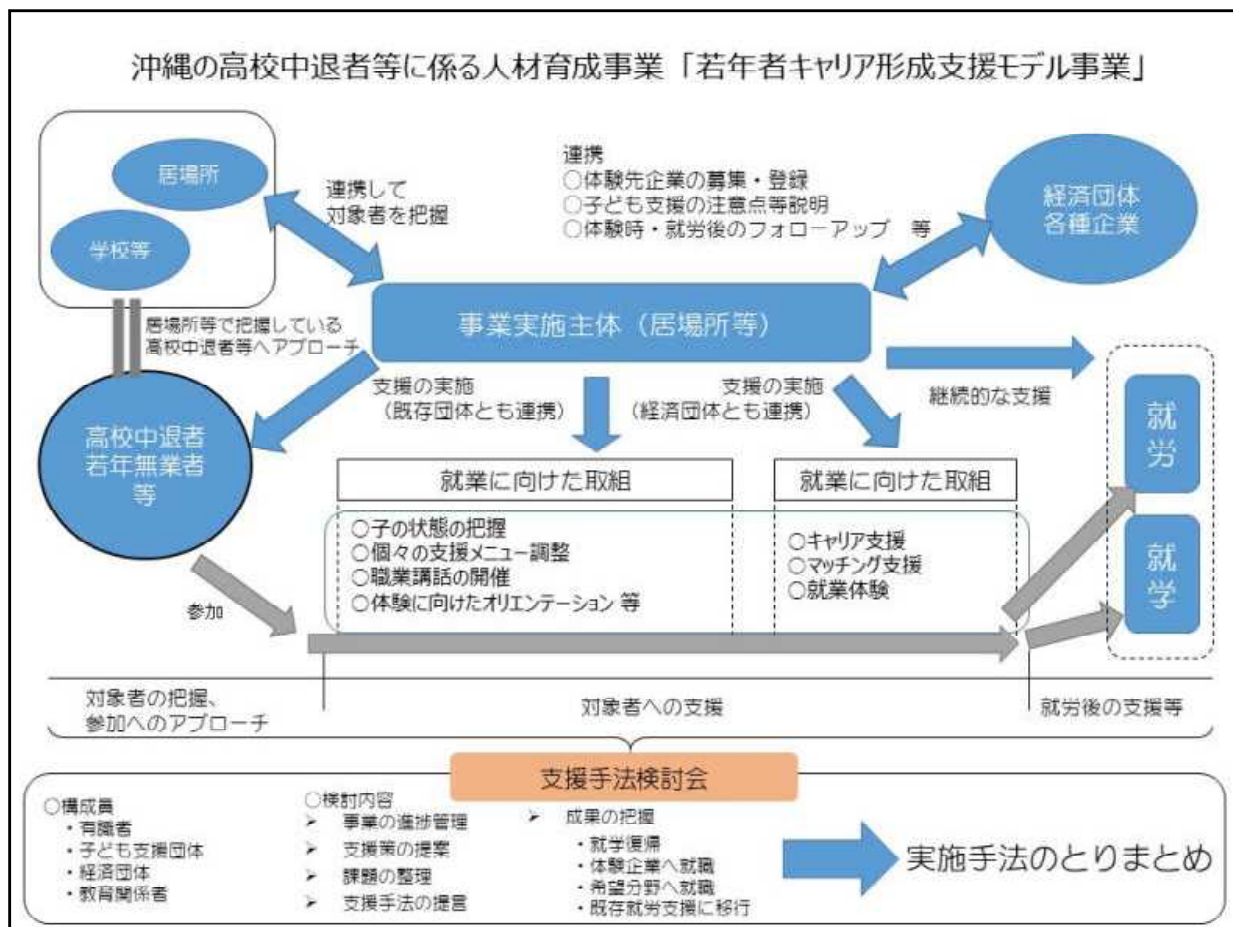 沖縄の高校中退者等に係る人材育成事業「若年者キャリア形成支援モデル事業」
居場所
学校等
連携して
対象者を把握
連携
○体験先企業の募集・登録
○子ども支援の注意点等説明
○体験時・就労後のフォローアップ 等
経済団体
各種企業
事業実施主体（居場所等）
居場所等で把握している
高校中退者等へアプローチ
支援の実施
（既存団体とも連携）
支援の実施
（経済団体とも連携）
継続的な支援
高校中退者
若年無業者
等
就業に向けた取組
○子の状態の把握
○個々の支援メニュー調整
○職業講話の開催
○体験に向けたオリエンテーション 等
就業に向けた取組
○キャリア支援
○マッチング支援
○就業体験
就労
就学
参加
対象者の把握、
参加へのアプローチ
対象者への支援
就労後の支援等
支援手法検討会
○構成員
・有識者
・子ども支援団体
・経済団体
・教育関係者
○検討内容
➢ 事業の進捗管理
➢ 支援策の提案
➢ 課題の整理
➢ 支援手法の提言
➢ 成果の把握
・就学復帰
・体験企業へ就職
・希望分野へ就職
・既存就労支援に移行
実施手法のとりまとめ